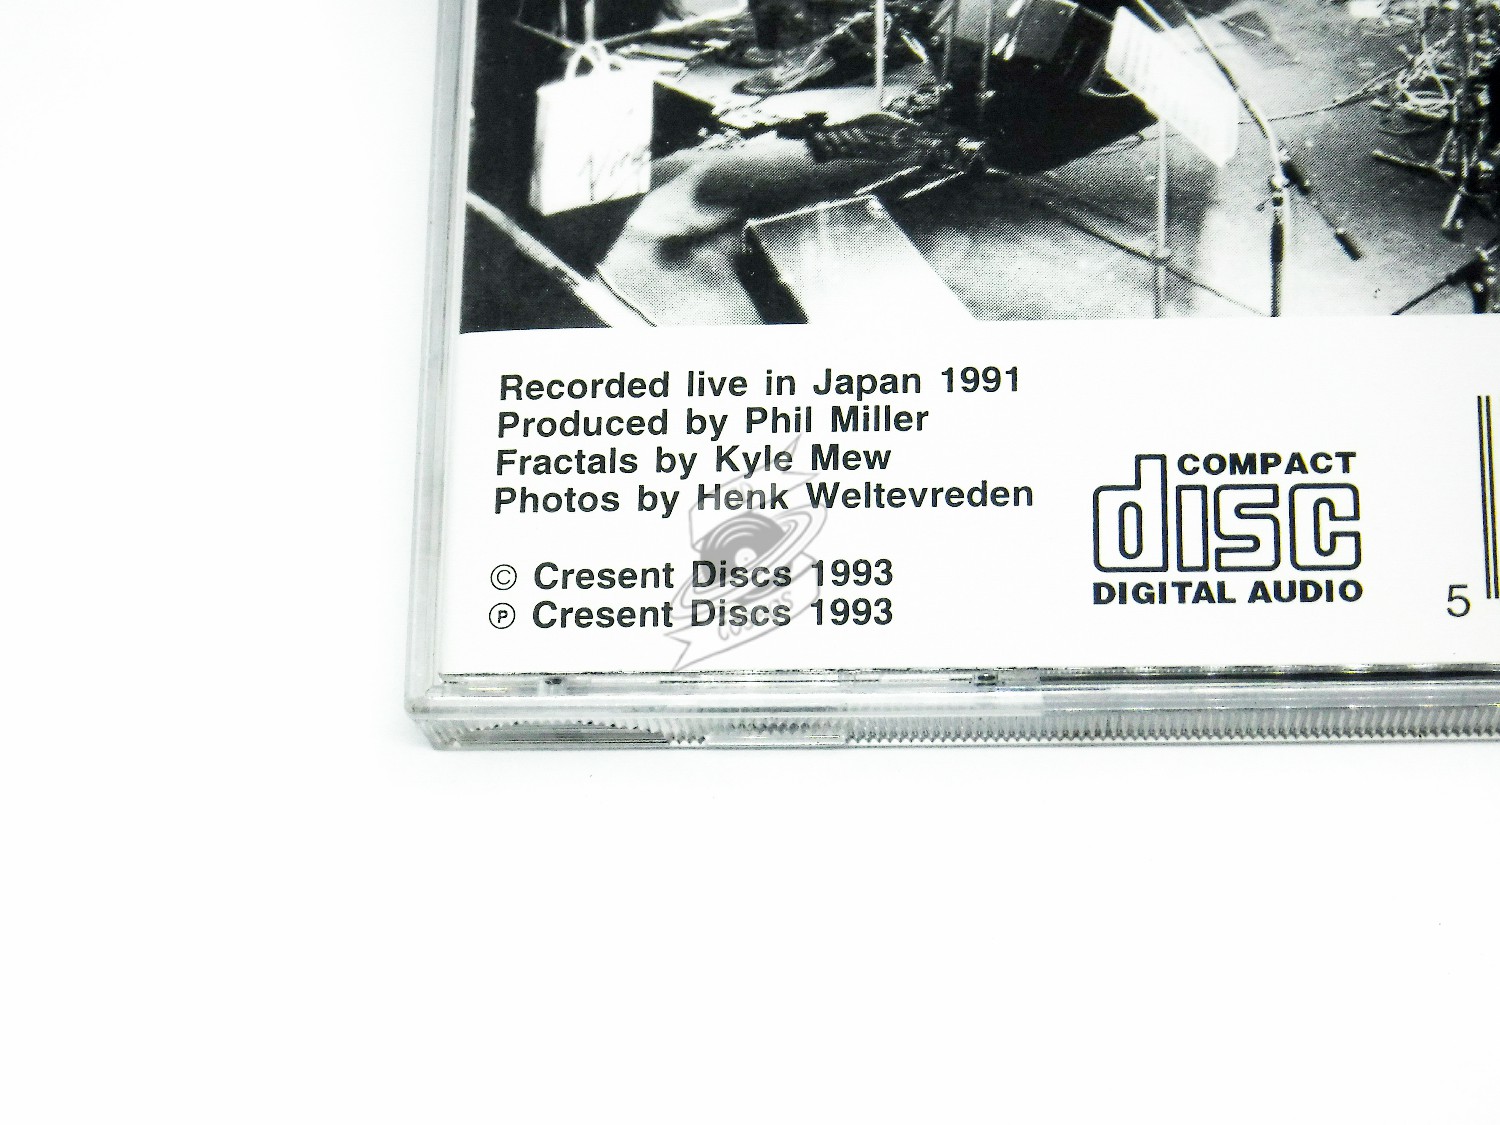 Recorded live in Japan 1991
Produced by Phil Miller
Fractals by Kyle Mew
Photos by Henk Weltevreden
© Cresent Discs 1993
℗ Cresent Discs 1993
COMPACT
disc
DIGITAL AUDIO
5